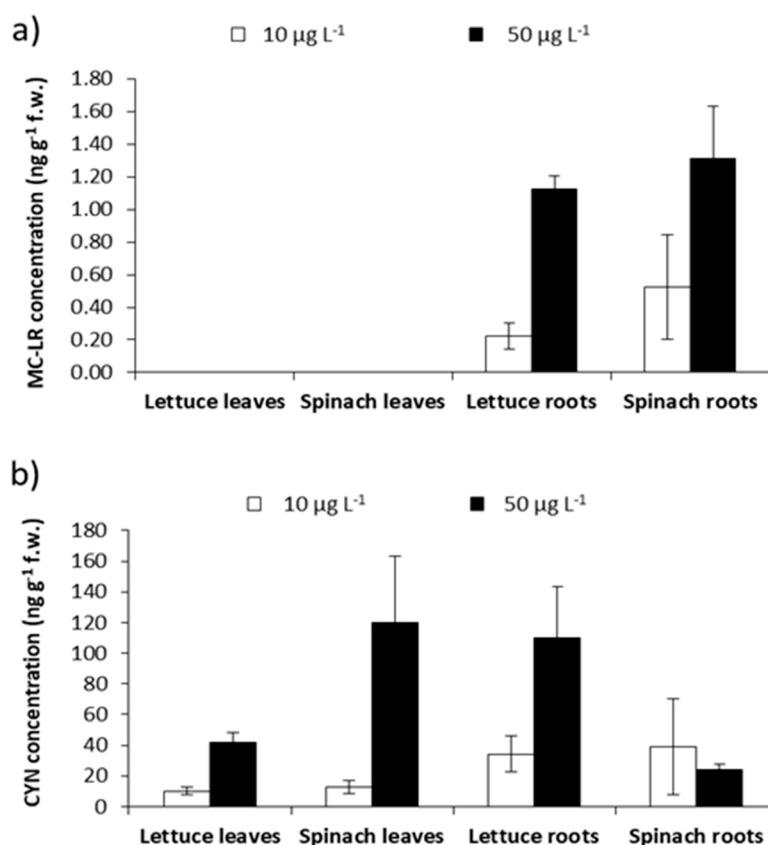 a)
10 µg L⁻¹ 50 µg L⁻¹
MC-LR concentration (ng g⁻¹ f.w.)
1.80
1.60
1.40
1.20
1.00
0.80
0.60
0.40
0.20
0.00
Lettuce leaves Spinach leaves Lettuce roots Spinach roots
b)
10 µg L⁻¹ 50 µg L⁻¹
CYN concentration (ng g⁻¹ f.w.)
180
160
140
120
100
80
60
40
20
0
Lettuce leaves Spinach leaves Lettuce roots Spinach roots